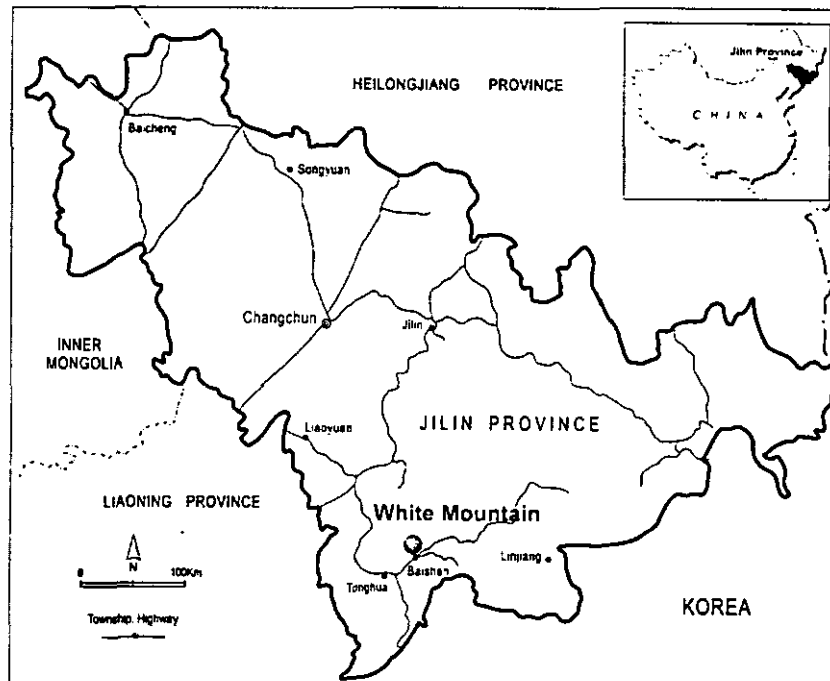 Jilin Province
CHINA
HEILONGJIANG PROVINCE
Baicheng
Songyuan
Changchun
Jilin
INNER
MONGOLIA
Liaoyuan
JILIN PROVINCE
LIAONING PROVINCE
White Mountain
N
0 100Km
Baishan
Linjiang
Tonghua
KOREA
Township, Highway